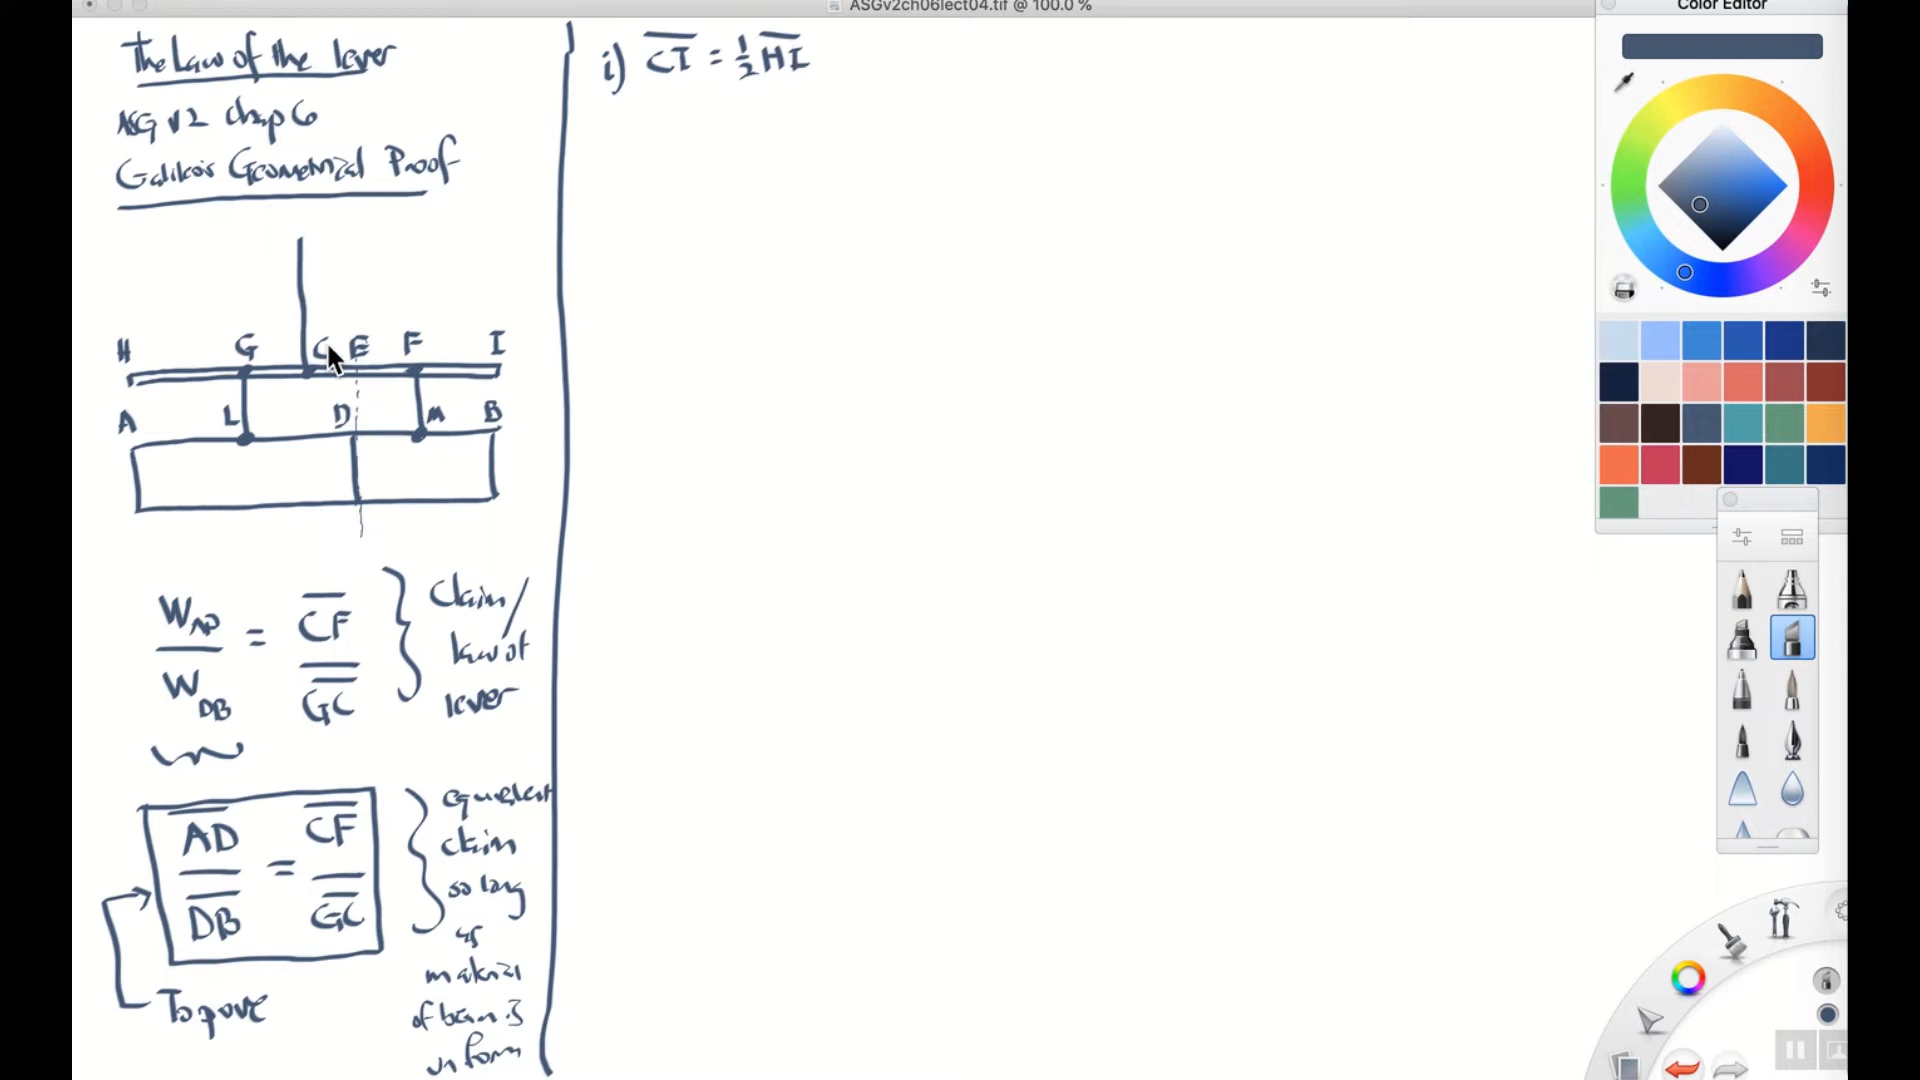 ASGv2ch06lect04.tif @ 100.0 %
Color Editor
The Law of the lever
ASG v2 chap 6
Galileo's Geometrical Proof
H G C E F I
A L D M B
W_AD / W_DB = CF / GC
Claim/
law of
lever
AD / DB = CF / GC
equivalent
claim
so long
as
material
of beam is
uniform
To prove
i) CI = 1/2 HI